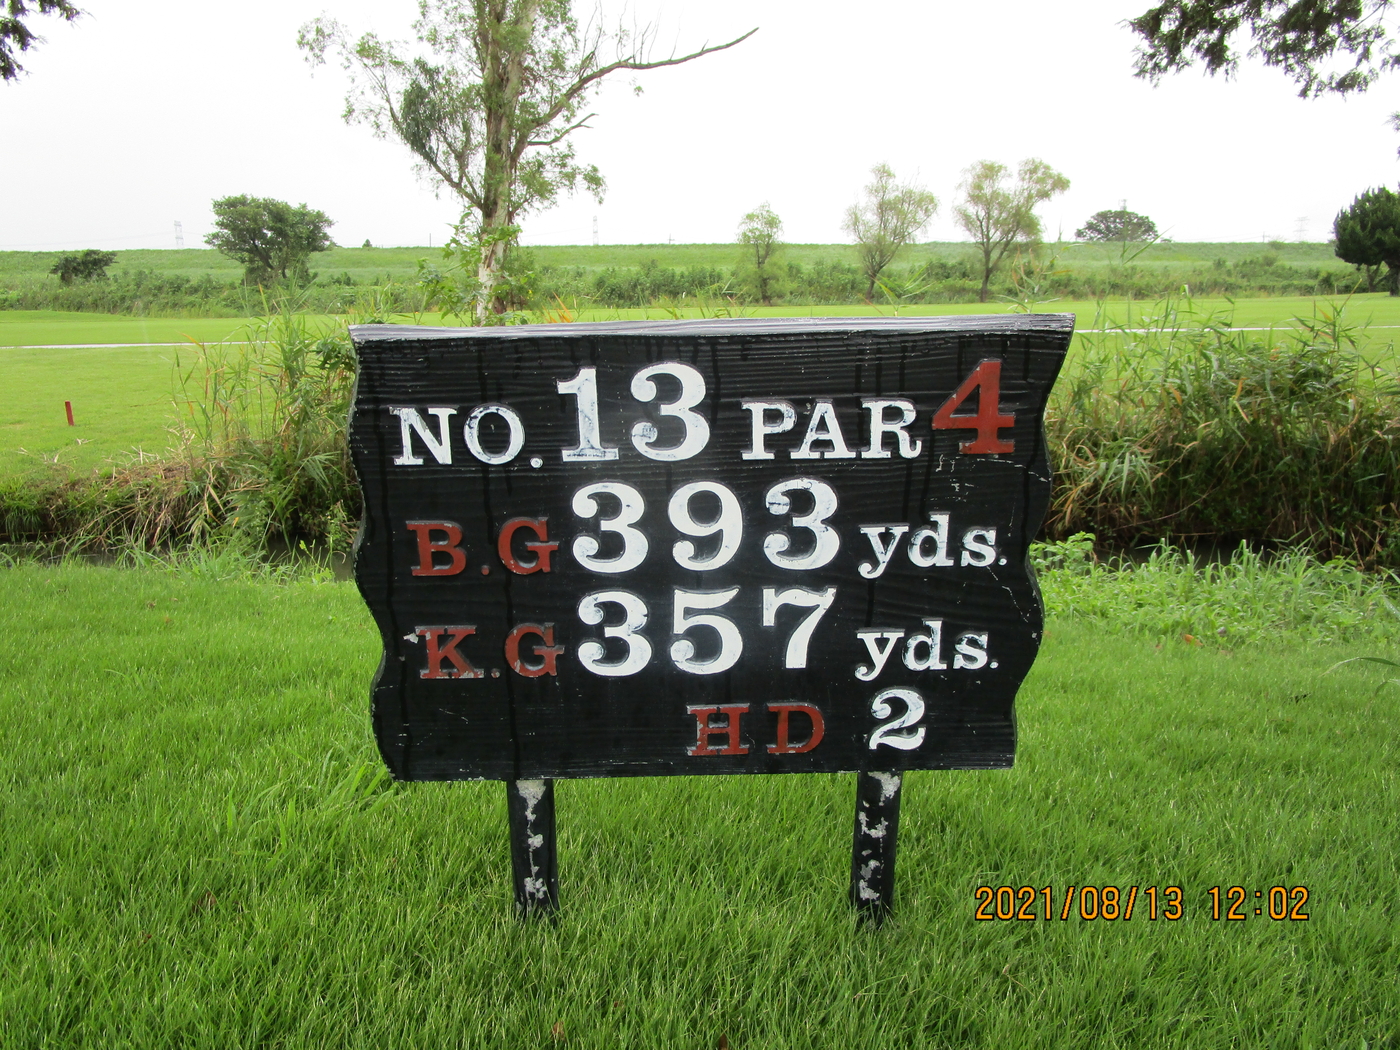 NO. 13 PAR 4
B.G 393 yds.
K.G 357 yds.
HD 2
2021/08/13 12:02